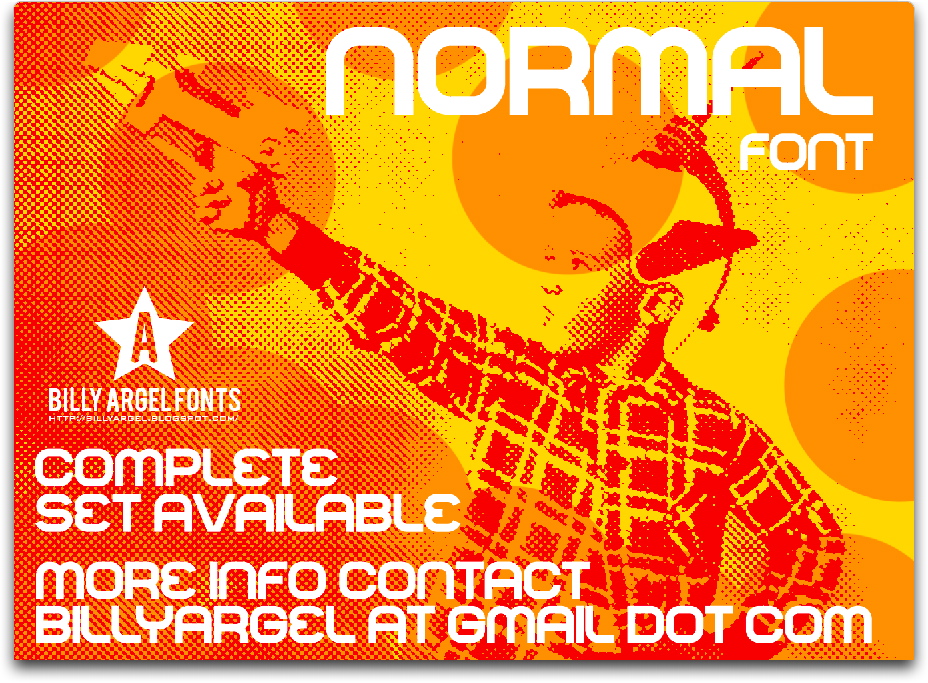 NORMAL
FONT
A
BILLY ARGEL FONTS
HTTP://BILLYARGEL.BLOGSPOT.COM/
COMPLETE
SET AVAILABLE
MORE INFO CONTACT
BILLYARGEL AT GMAIL DOT COM